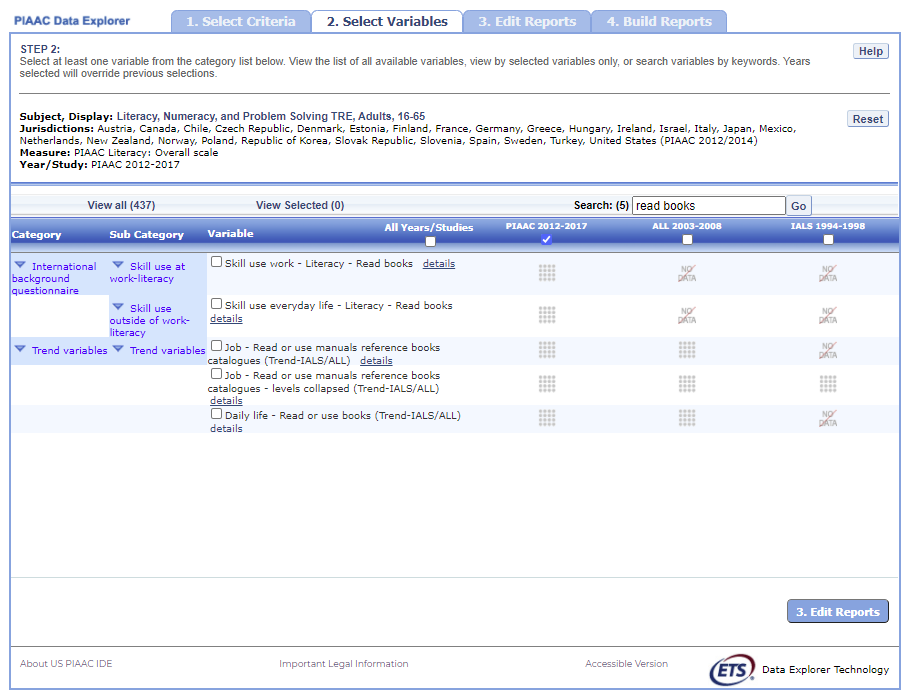 PIAAC Data Explorer
1. Select Criteria
2. Select Variables
3. Edit Reports
4. Build Reports
STEP 2:
Help
Select at least one variable from the category list below. View the list of all available variables, view by selected variables only, or search variables by keywords. Years
selected will override previous selections.
Subject, Display: Literacy, Numeracy, and Problem Solving TRE, Adults, 16-65
Reset
Jurisdictions: Austria, Canada, Chile, Czech Republic, Denmark, Estonia, Finland, France, Germany, Greece, Hungary, Ireland, Israel, Italy, Japan, Mexico,
Netherlands, New Zealand, Norway, Poland, Republic of Korea, Slovak Republic, Slovenia, Spain, Sweden, Turkey, United States (PIAAC 2012/2014)
Measure: PIAAC Literacy: Overall scale
Year/Study: PIAAC 2012-2017
View all (437)
View Selected (0)
Search: (5) read books Go
Category
Sub Category
Variable
All Years/Studies
PIAAC 2012-2017
ALL 2003-2008
IALS 1994-1998
International
background
questionnaire
Skill use at
work-literacy
Skill use work - Literacy - Read books details
NO DATA
NO DATA
Skill use
outside of work-
literacy
Skill use everyday life - Literacy - Read books
details
NO DATA
NO DATA
Trend variables
Trend variables
Job - Read or use manuals reference books
catalogues (Trend-IALS/ALL) details
NO DATA
Job - Read or use manuals reference books
catalogues - levels collapsed (Trend-IALS/ALL)
details
Daily life - Read or use books (Trend-IALS/ALL)
details
NO DATA
3. Edit Reports
About US PIAAC IDE
Important Legal Information
Accessible Version
ETS Data Explorer Technology